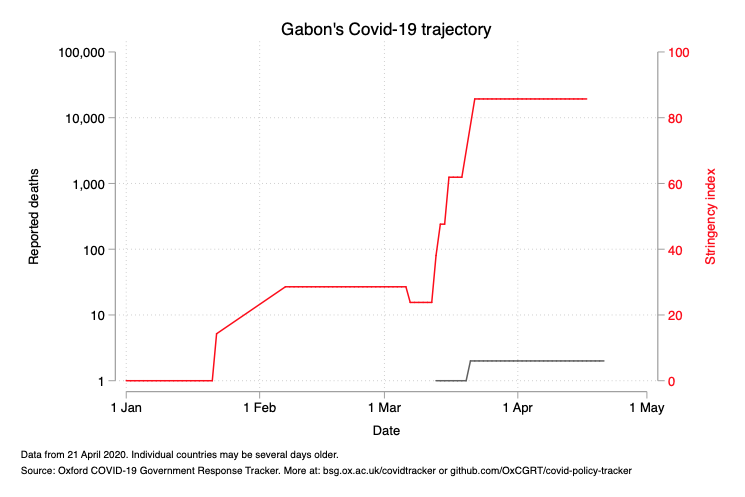 Gabon's Covid-19 trajectory
100,000
10,000
1,000
100
10
1
Reported deaths
100
80
60
40
20
0
Stringency index
1 Jan 1 Feb 1 Mar 1 Apr 1 May
Date
Data from 21 April 2020. Individual countries may be several days older.
Source: Oxford COVID-19 Government Response Tracker. More at: bsg.ox.ac.uk/covidtracker or github.com/OxCGRT/covid-policy-tracker